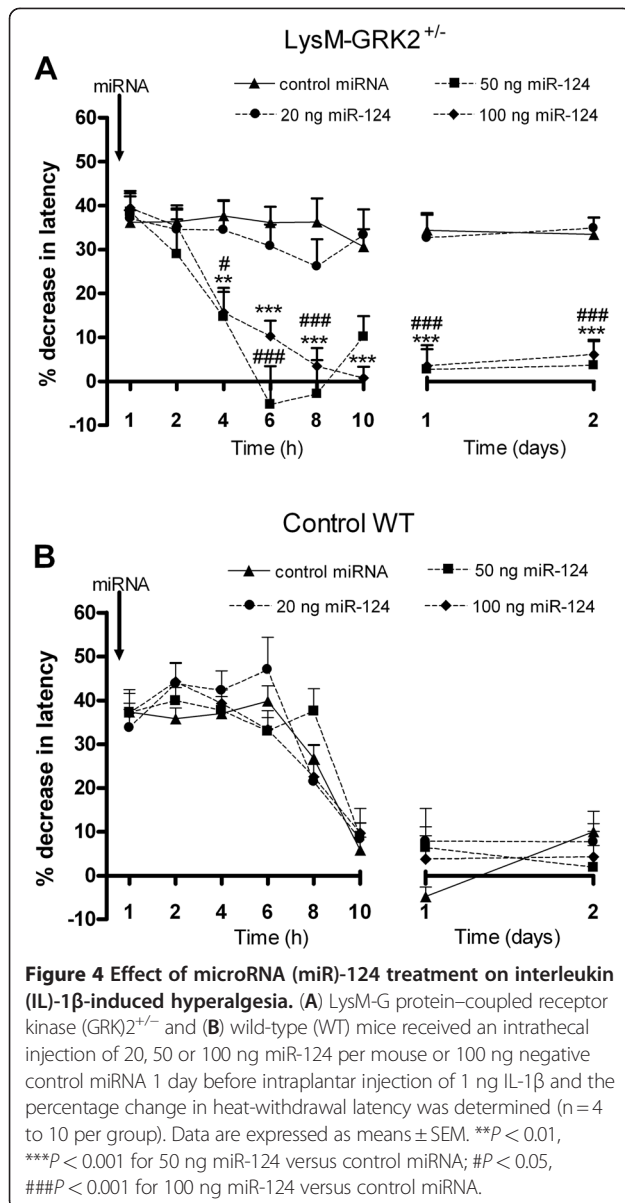 LysM-GRK2+/-
A
miRNA
control miRNA
50 ng miR-124
20 ng miR-124
100 ng miR-124
60
50
40
30
20
10
0
-10
% decrease in latency
#
**
***
###
###
***
***
###
***
###
***
1 2 4 6 8 10
1 2
Time (h)
Time (days)
Control WT
B
miRNA
control miRNA
50 ng miR-124
20 ng miR-124
100 ng miR-124
60
50
40
30
20
10
0
-10
% decrease in latency
1 2 4 6 8 10
1 2
Time (h)
Time (days)
Figure 4 Effect of microRNA (miR)-124 treatment on interleukin
(IL)-1β-induced hyperalgesia. (A) LysM-G protein–coupled receptor
kinase (GRK)2+/− and (B) wild-type (WT) mice received an intrathecal
injection of 20, 50 or 100 ng miR-124 per mouse or 100 ng negative
control miRNA 1 day before intraplantar injection of 1 ng IL-1β and the
percentage change in heat-withdrawal latency was determined (n = 4
to 10 per group). Data are expressed as means ± SEM. **P < 0.01,
***P < 0.001 for 50 ng miR-124 versus control miRNA; #P < 0.05,
###P < 0.001 for 100 ng miR-124 versus control miRNA.